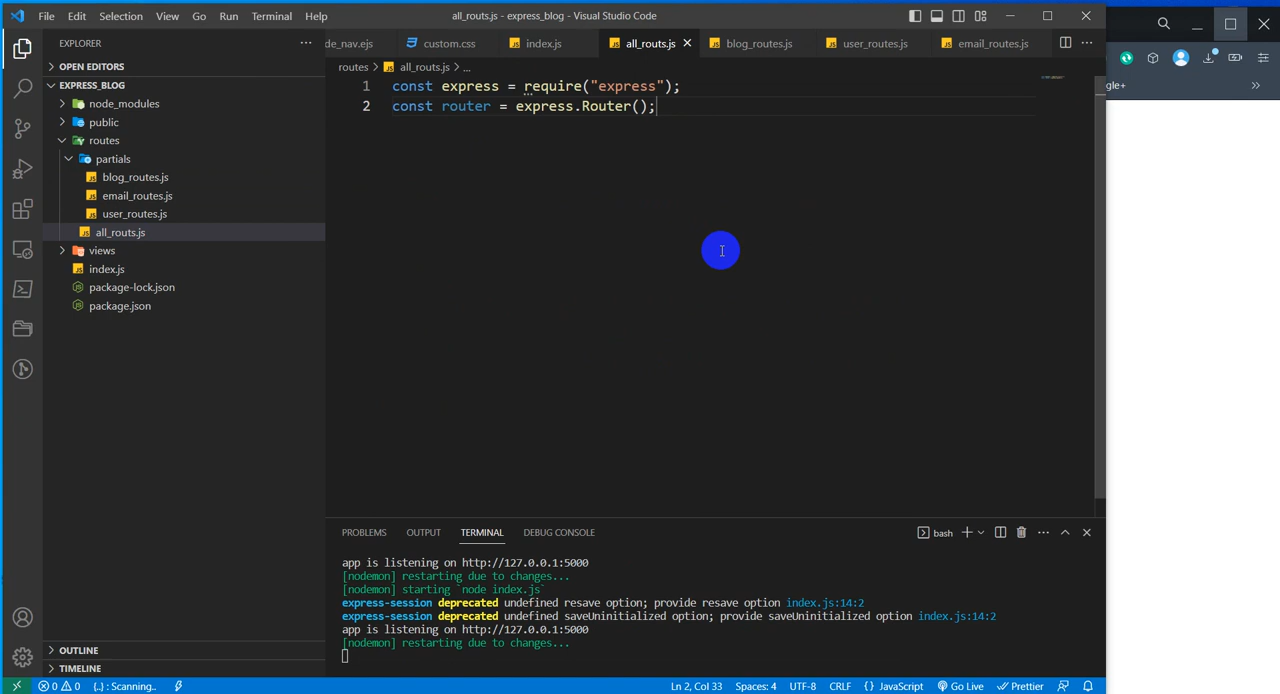 File Edit Selection View Go Run Terminal Help
all_routs.js - express_blog - Visual Studio Code
EXPLORER
de_nav.ejs custom.css index.js all_routs.js blog_routes.js user_routes.js email_routes.js
OPEN EDITORS
routes > all_routs.js > ...
gle+
EXPRESS_BLOG
node_modules
public
routes
partials
blog_routes.js
email_routes.js
user_routes.js
all_routs.js
views
index.js
package-lock.json
package.json
1 const express = require("express");
2 const router = express.Router();
PROBLEMS OUTPUT TERMINAL DEBUG CONSOLE
bash
app is listening on http://127.0.0.1:5000
[nodemon] restarting due to changes...
[nodemon] starting `node index.js`
express-session deprecated undefined resave option; provide resave option index.js:14:2
express-session deprecated undefined saveUninitialized option; provide saveUninitialized option index.js:14:2
app is listening on http://127.0.0.1:5000
[nodemon] restarting due to changes...
OUTLINE
TIMELINE
0 0 {..} : Scanning.. Ln 2, Col 33 Spaces: 4 UTF-8 CRLF {} JavaScript Go Live Prettier